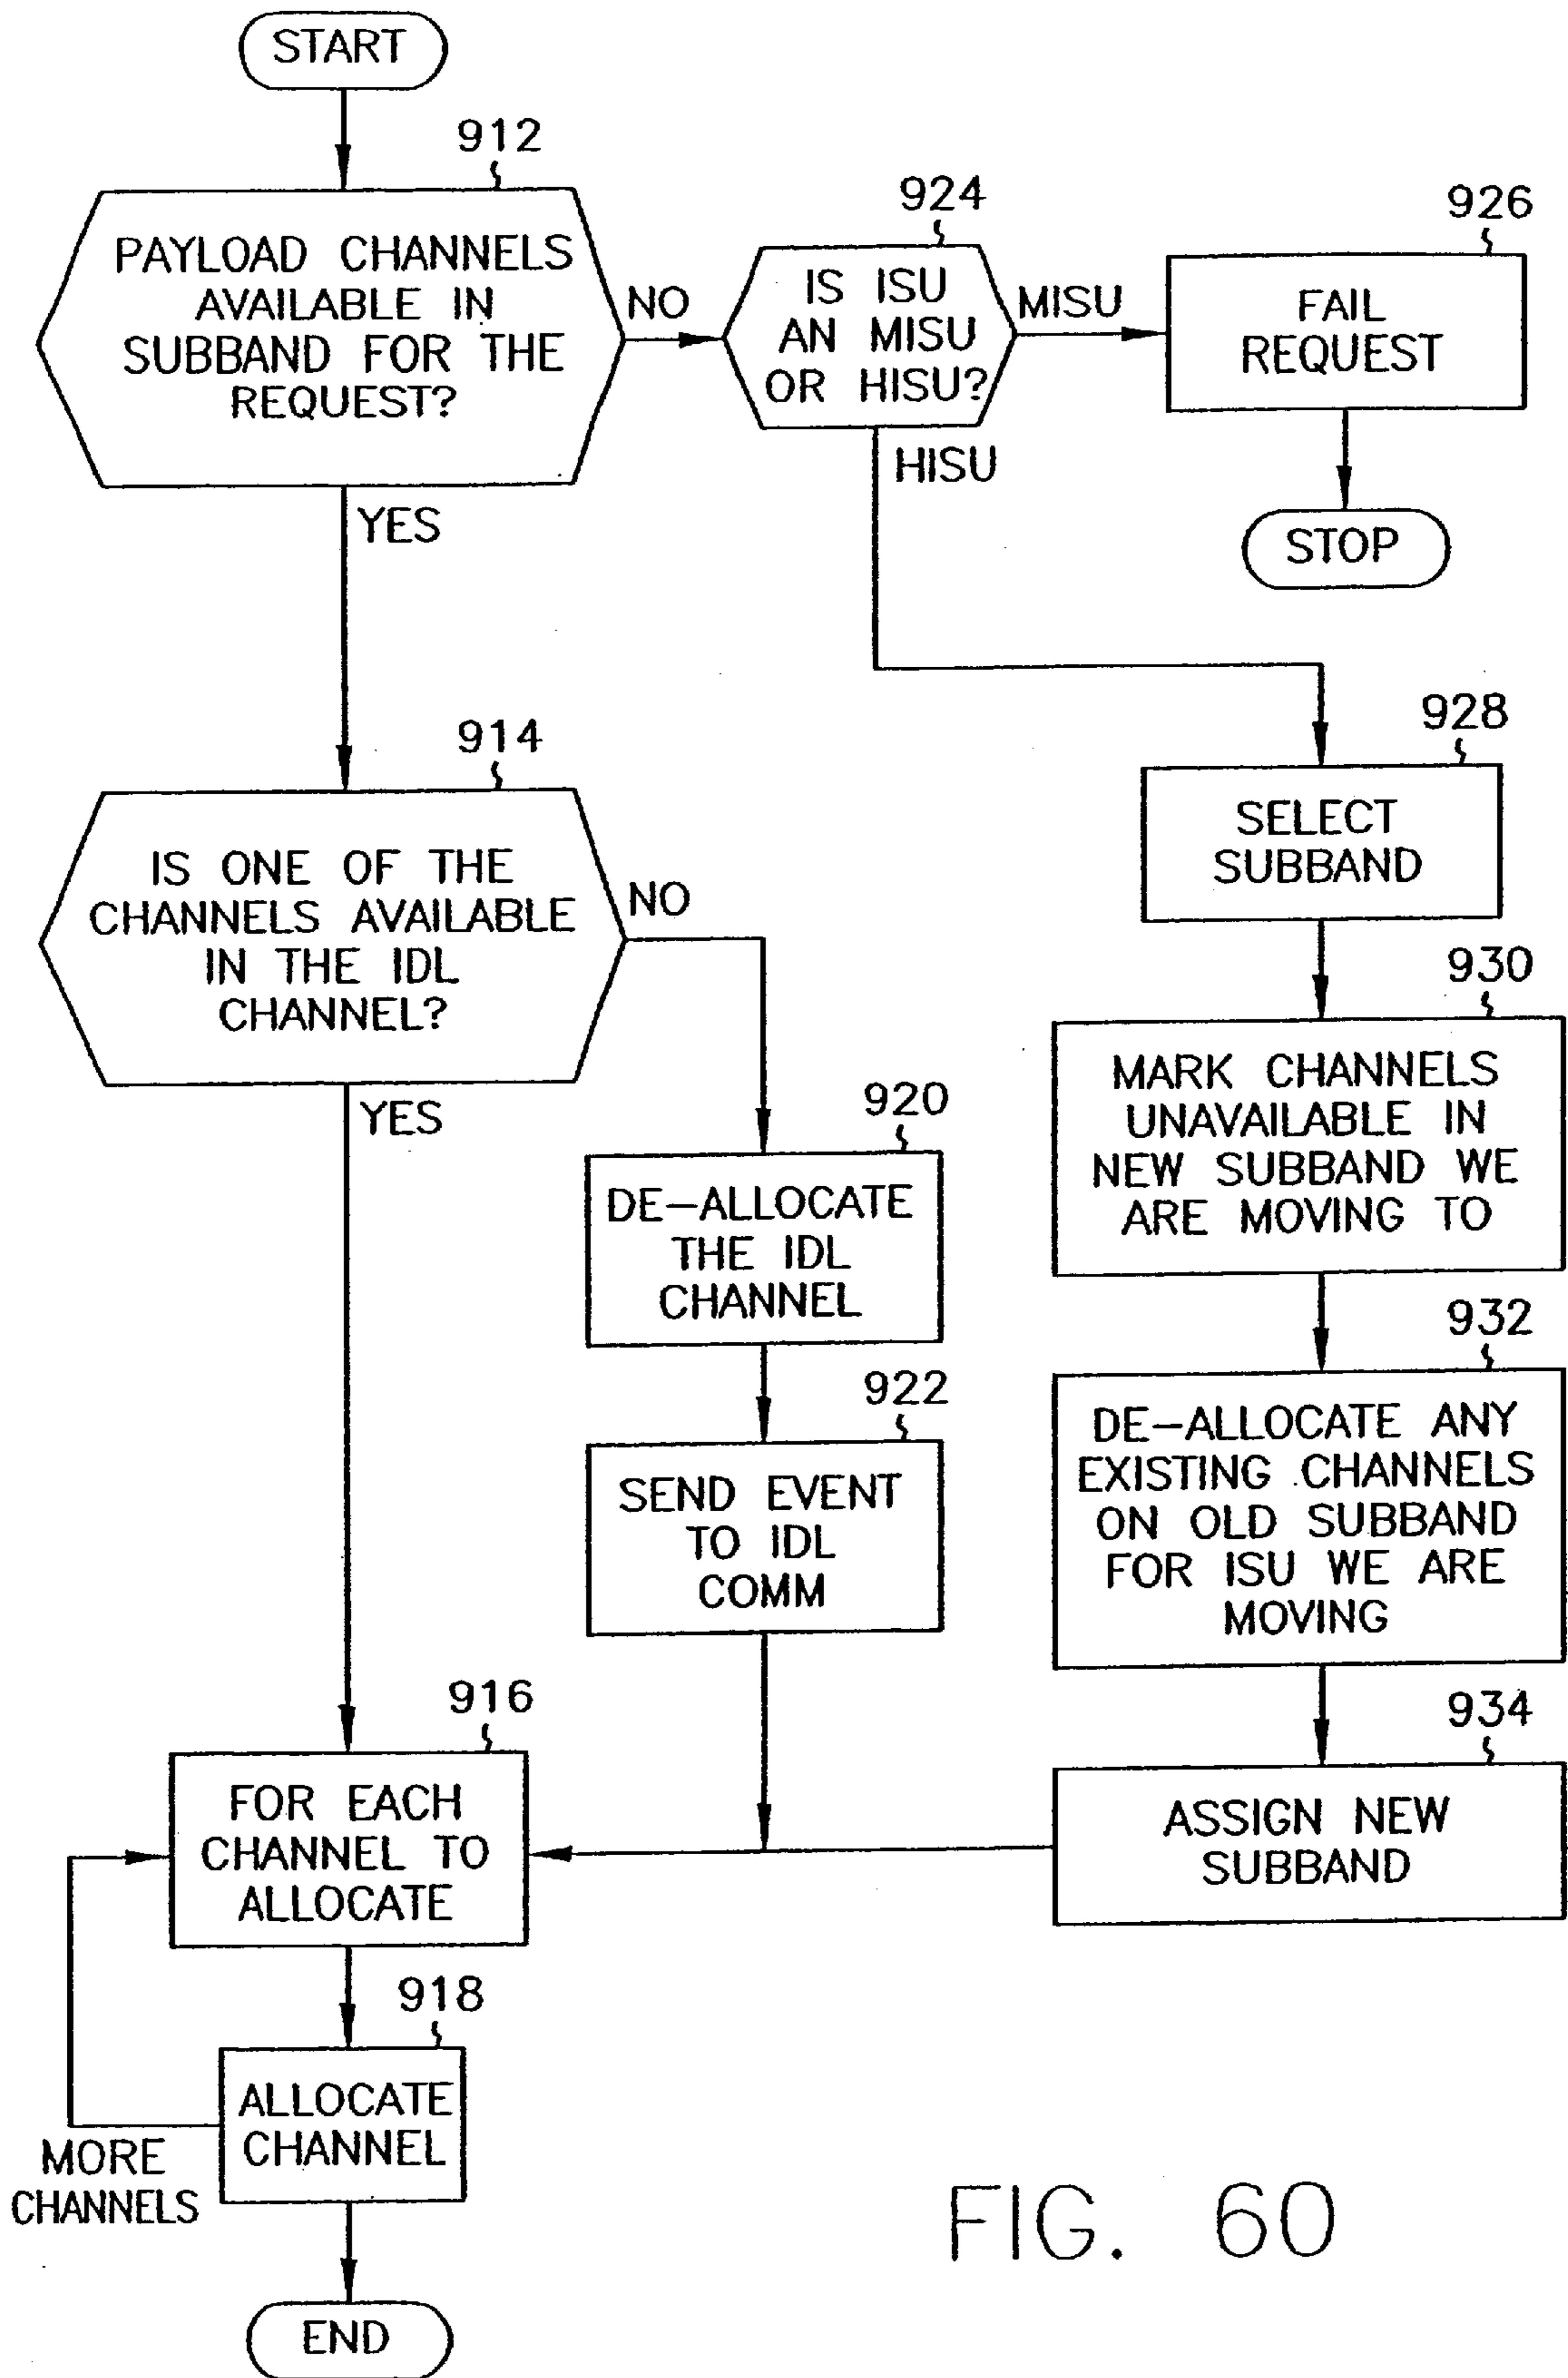 START
912
PAYLOAD CHANNELS
AVAILABLE IN
SUBBAND FOR THE
REQUEST?
NO
YES
924
IS ISU
AN MISU
OR HISU?
MISU
HISU
926
FAIL
REQUEST
STOP
914
IS ONE OF THE
CHANNELS AVAILABLE
IN THE IDL
CHANNEL?
NO
YES
928
SELECT
SUBBAND
930
MARK CHANNELS
UNAVAILABLE IN
NEW SUBBAND WE
ARE MOVING TO
920
DE-ALLOCATE
THE IDL
CHANNEL
932
DE-ALLOCATE ANY
EXISTING CHANNELS
ON OLD SUBBAND
FOR ISU WE ARE
MOVING
922
SEND EVENT
TO IDL
COMM
916
FOR EACH
CHANNEL TO
ALLOCATE
934
ASSIGN NEW
SUBBAND
918
ALLOCATE
CHANNEL
MORE
CHANNELS
END
FIG. 60